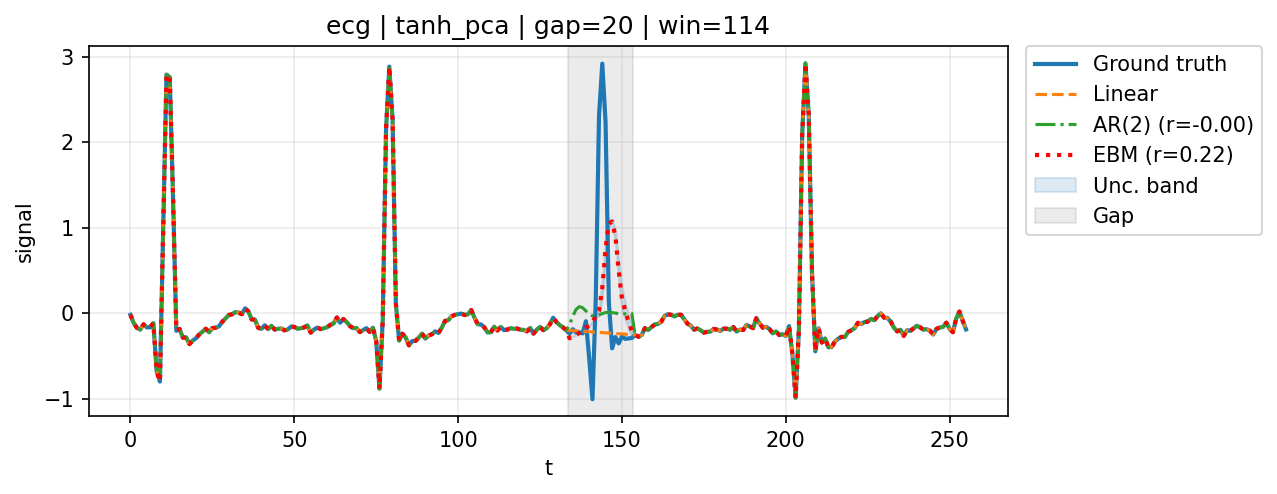 ecg | tanh_pca | gap=20 | win=114
3
2
1
0
−1
signal
0
50
100
150
200
250
t
Ground truth
Linear
AR(2) (r=-0.00)
EBM (r=0.22)
Unc. band
Gap